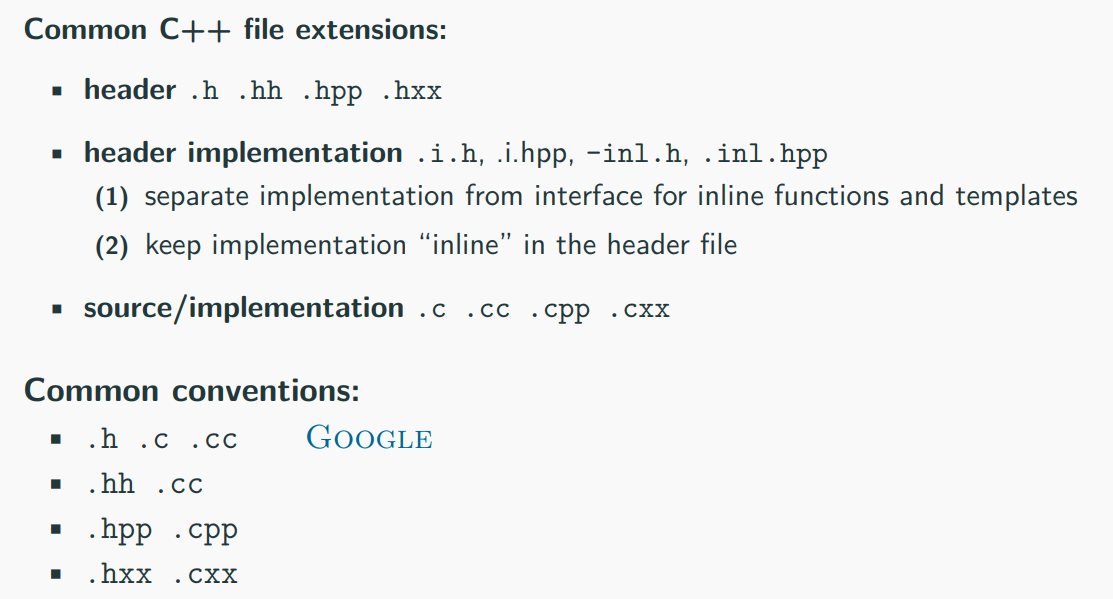 Common C++ file extensions:
▪ header .h .hh .hpp .hxx
▪ header implementation .i.h, .i.hpp, -inl.h, .inl.hpp
(1) separate implementation from interface for inline functions and templates
(2) keep implementation “inline” in the header file
▪ source/implementation .c .cc .cpp .cxx
Common conventions:
▪ .h .c .cc GOOGLE
▪ .hh .cc
▪ .hpp .cpp
▪ .hxx .cxx